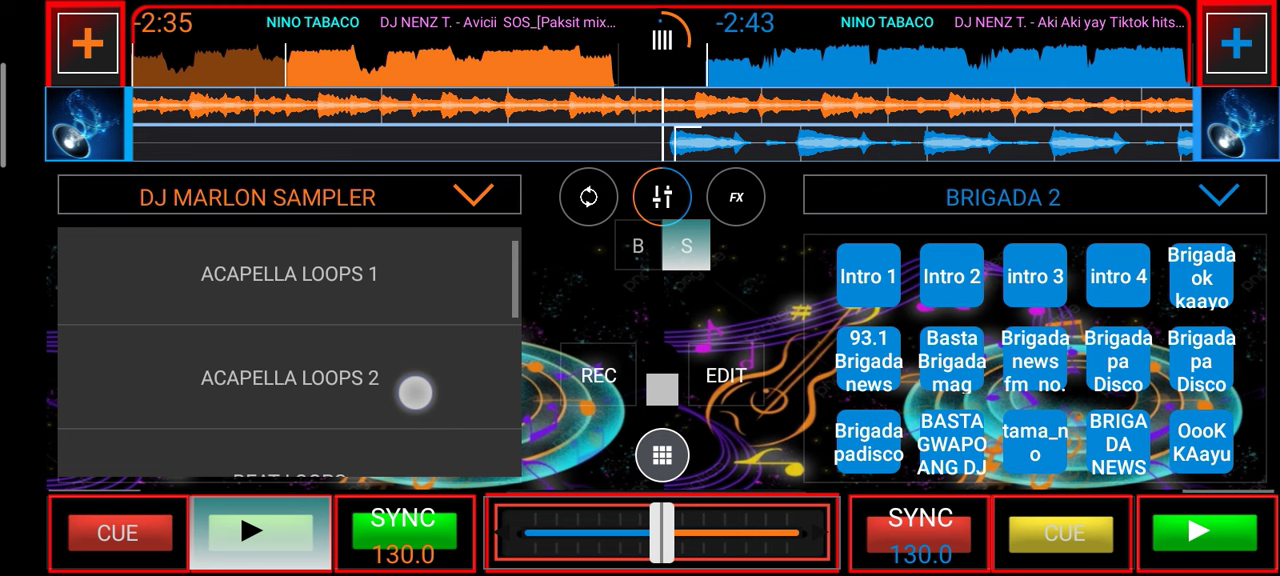 -2:35
NINO TABACO
DJ NENZ T. - Avicii SOS_[Paksit mix...
-2:43
NINO TABACO
DJ NENZ T. - Aki Aki yay Tiktok hits...
DJ MARLON SAMPLER
FX
BRIGADA 2
B
S
ACAPELLA LOOPS 1
ACAPELLA LOOPS 2
BEAT LOOPS
REC
EDIT
Intro 1
Intro 2
intro 3
intro 4
Brigada
ok
kaayo
93.1
Brigada
news
Basta
Brigada
mag
Brigada
news
fm_no.
Brigada
pa
Disco
Brigada
pa
Disco
Brigada
padisco
BASTA
GWAPO
ANG DJ
tama_n
o
BRIGA
DA
NEWS
OooK
KAayu
CUE
SYNC
130.0
SYNC
130.0
CUE